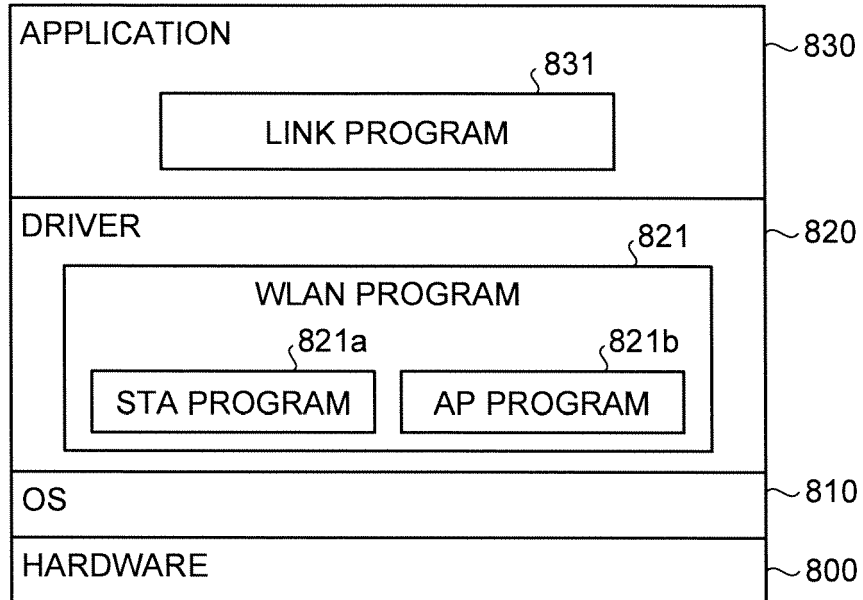 APPLICATION
830
831
LINK PROGRAM
DRIVER
820
821
WLAN PROGRAM
821a
821b
STA PROGRAM
AP PROGRAM
OS
810
HARDWARE
800